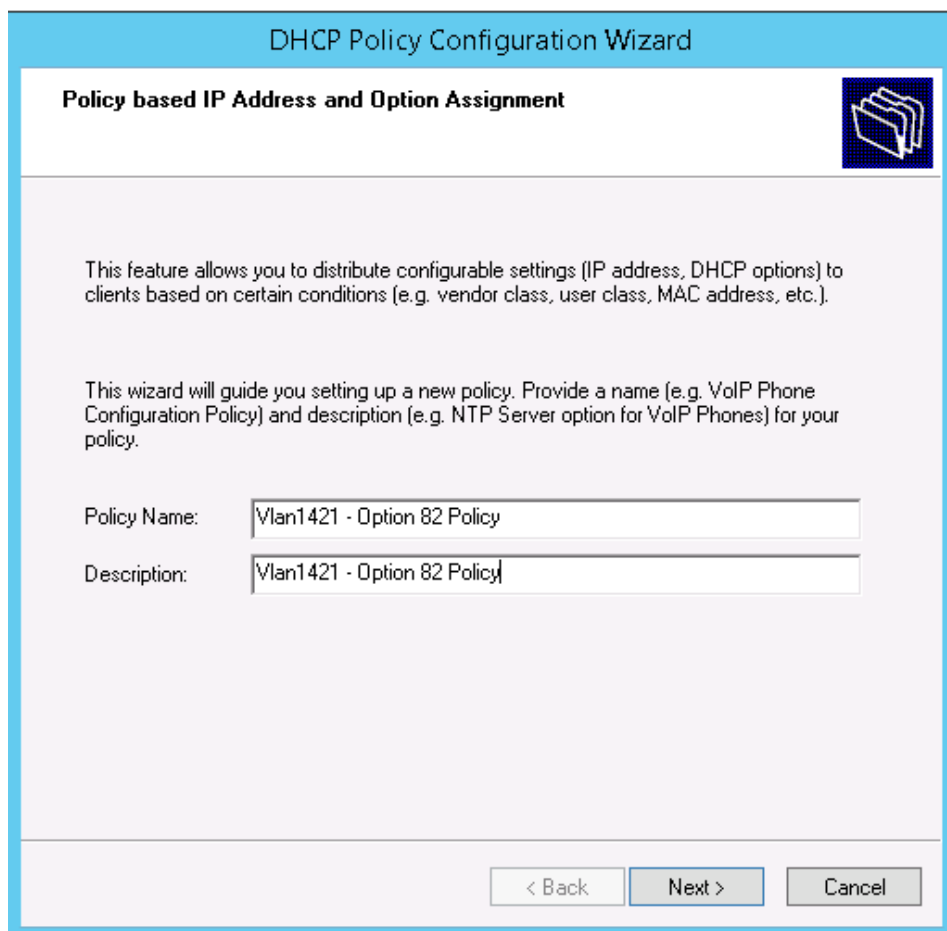 DHCP Policy Configuration Wizard
Policy based IP Address and Option Assignment
This feature allows you to distribute configurable settings (IP address, DHCP options) to
clients based on certain conditions (e.g. vendor class, user class, MAC address, etc.).
This wizard will guide you setting up a new policy. Provide a name (e.g. VoIP Phone
Configuration Policy) and description (e.g. NTP Server option for VoIP Phones) for your
policy.
Policy Name: Vlan1421 - Option 82 Policy
Description: Vlan1421 - Option 82 Policy
< Back Next > Cancel